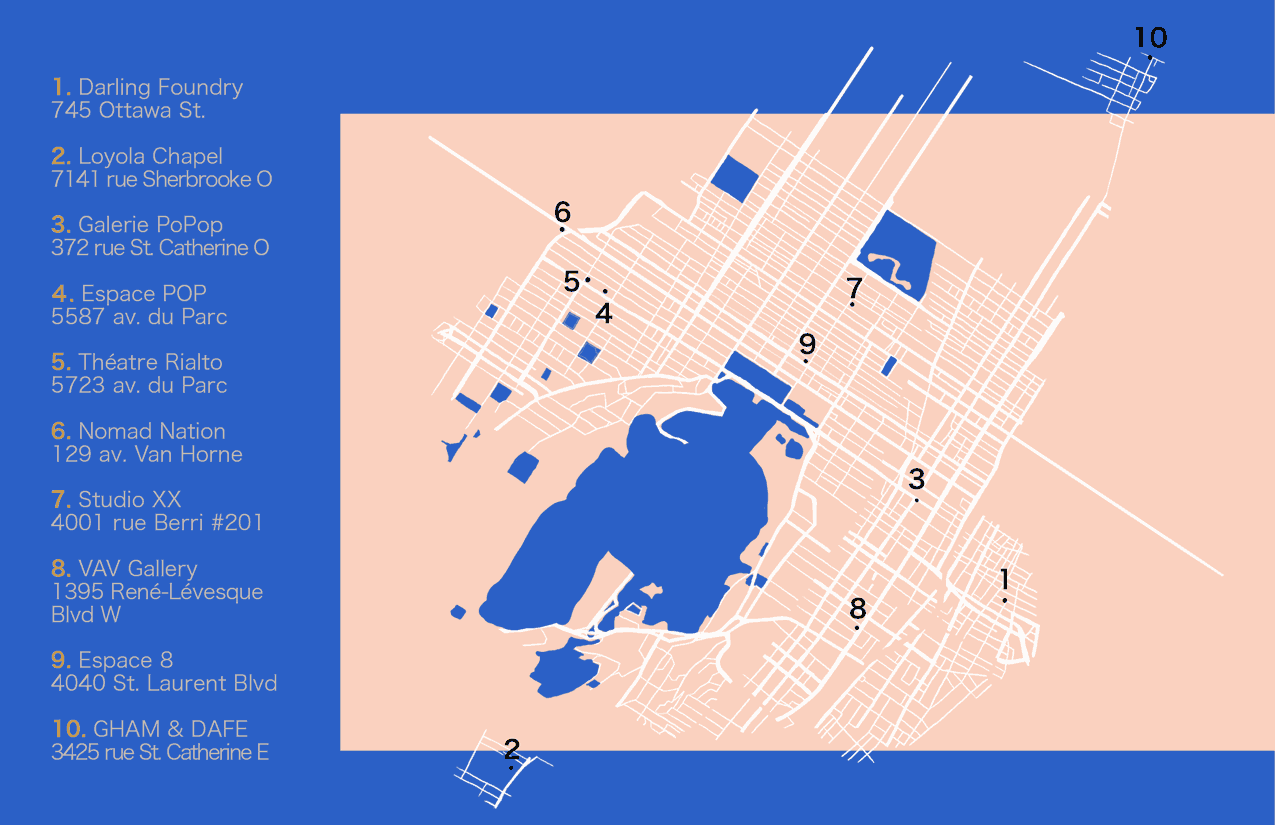 1. Darling Foundry
745 Ottawa St.
2. Loyola Chapel
7141 rue Sherbrooke O
3. Galerie PoPop
372 rue St. Catherine O
4. Espace POP
5587 av. du Parc
5. Théatre Rialto
5723 av. du Parc
6. Nomad Nation
129 av. Van Horne
7. Studio XX
4001 rue Berri #201
8. VAV Gallery
1395 René-Lévesque
Blvd W
9. Espace 8
4040 St. Laurent Blvd
10. GHAM & DAFE
3425 rue St. Catherine E
10
6
5
4
7
9
3
1
8
2